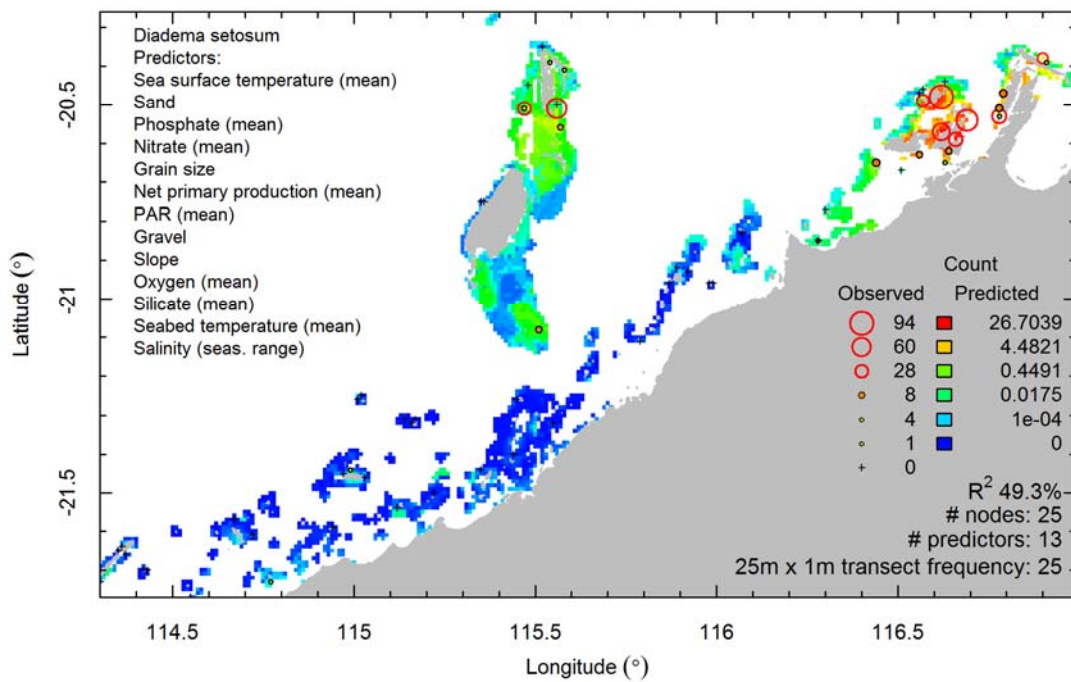 Diadema setosum
Predictors:
Sea surface temperature (mean)
Sand
Phosphate (mean)
Nitrate (mean)
Grain size
Net primary production (mean)
PAR (mean)
Gravel
Slope
Oxygen (mean)
Silicate (mean)
Seabed temperature (mean)
Salinity (seas. range)
-20.5
-21
-21.5
Latitude (°)
Count
Observed Predicted
94 26.7039
60 4.4821
28 0.4491
8 0.0175
4 1e-04
1 0
0
R² 49.3%
# nodes: 25
# predictors: 13
25m x 1m transect frequency: 25
114.5 115 115.5 116 116.5
Longitude (°)